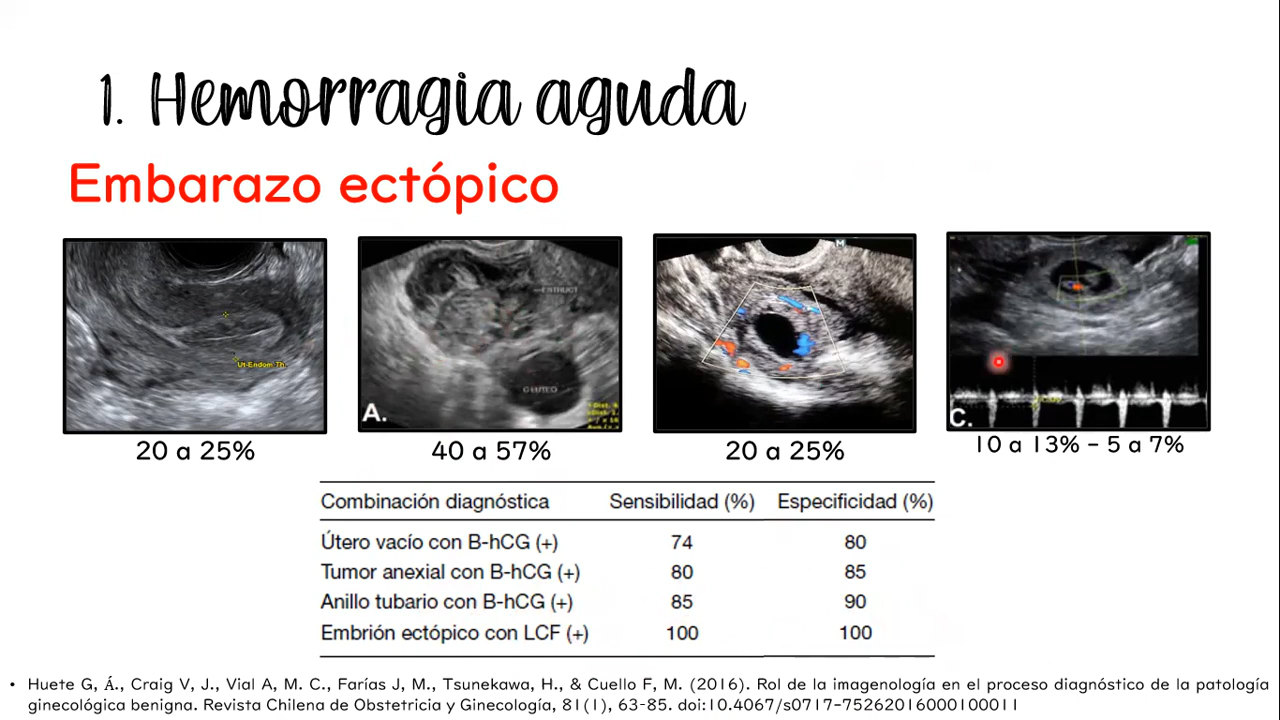 1. Hemorragia aguda
Embarazo ectópico
Ut-Endom Th.
ESTRUCT
A.
M
C.
20 a 25%
40 a 57%
20 a 25%
10 a 13% - 5 a 7%
Combinación diagnóstica Sensibilidad (%) Especificidad (%)
Útero vacío con B-hCG (+) 74 80
Tumor anexial con B-hCG (+) 80 85
Anillo tubario con B-hCG (+) 85 90
Embrión ectópico con LCF (+) 100 100
• Huete G, Á., Craig V, J., Vial A, M. C., Farías J, M., Tsunekawa, H., & Cuello F, M. (2016). Rol de la imagenología en el proceso diagnóstico de la patología
ginecológica benigna. Revista Chilena de Obstetricia y Ginecología, 81(1), 63-85. doi:10.4067/s0717-75262016000100011